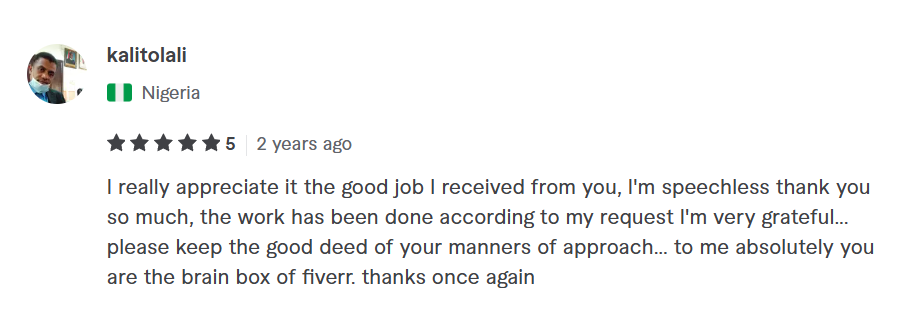 kalitolali
Nigeria
5 2 years ago
I really appreciate it the good job I received from you, I'm speechless thank you
so much, the work has been done according to my request I'm very grateful...
please keep the good deed of your manners of approach... to me absolutely you
are the brain box of fiverr. thanks once again